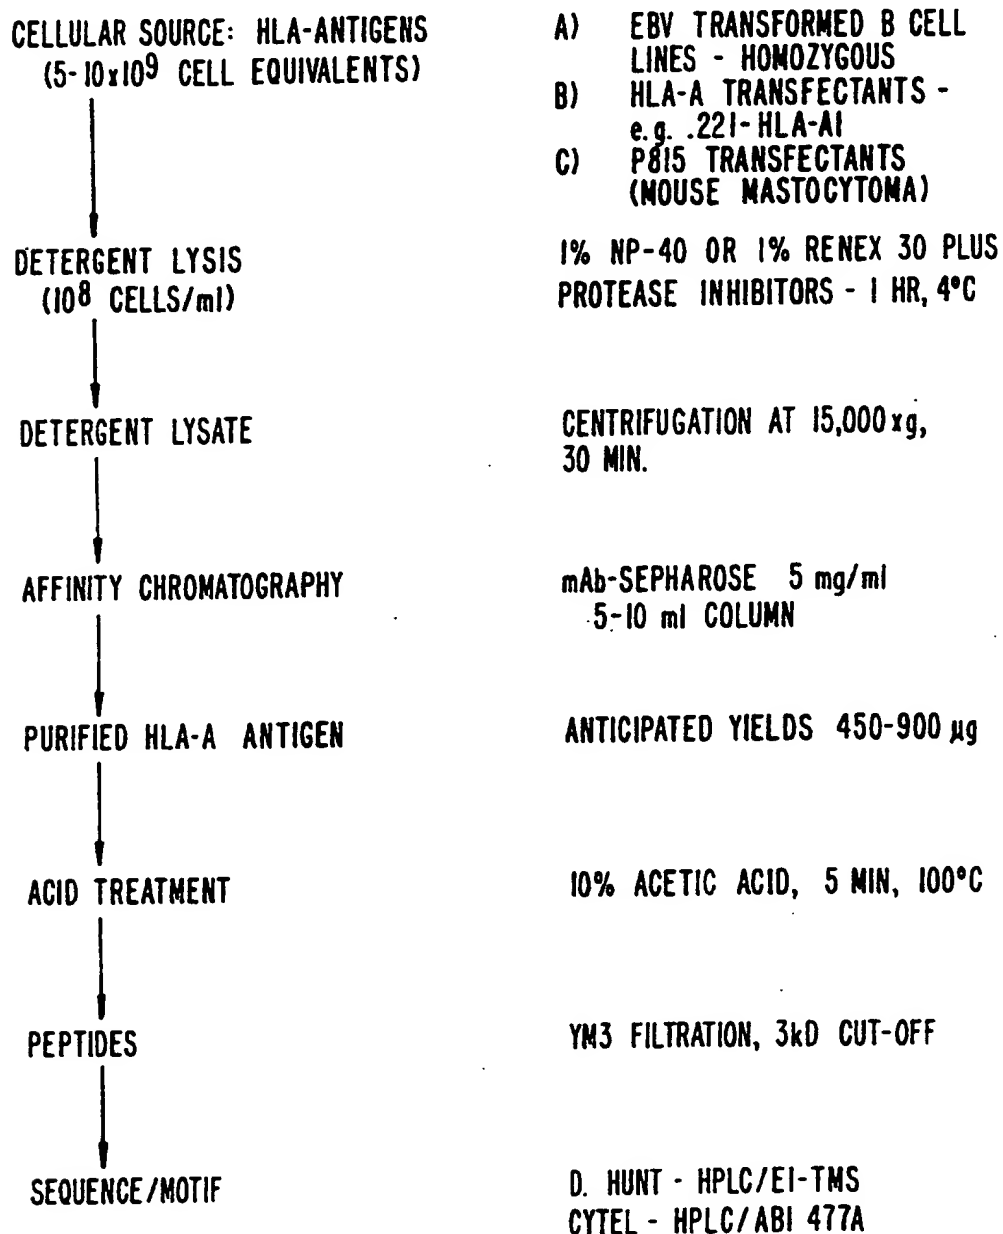 CELLULAR SOURCE: HLA-ANTIGENS
(5-10x10⁹ CELL EQUIVALENTS)
A) EBV TRANSFORMED B CELL
LINES - HOMOZYGOUS
B) HLA-A TRANSFECTANTS -
e.g. .221-HLA-A1
C) P815 TRANSFECTANTS
(MOUSE MASTOCYTOMA)
DETERGENT LYSIS
(10⁸ CELLS/ml)
1% NP-40 OR 1% RENEX 30 PLUS
PROTEASE INHIBITORS - 1 HR, 4°C
DETERGENT LYSATE
CENTRIFUGATION AT 15,000xg,
30 MIN.
AFFINITY CHROMATOGRAPHY
mAb-SEPHAROSE 5 mg/ml
5-10 ml COLUMN
PURIFIED HLA-A ANTIGEN
ANTICIPATED YIELDS 450-900 µg
ACID TREATMENT
10% ACETIC ACID, 5 MIN, 100°C
PEPTIDES
YM3 FILTRATION, 3kD CUT-OFF
SEQUENCE/MOTIF
D. HUNT - HPLC/EI-TMS
CYTEL - HPLC/ABI 477A